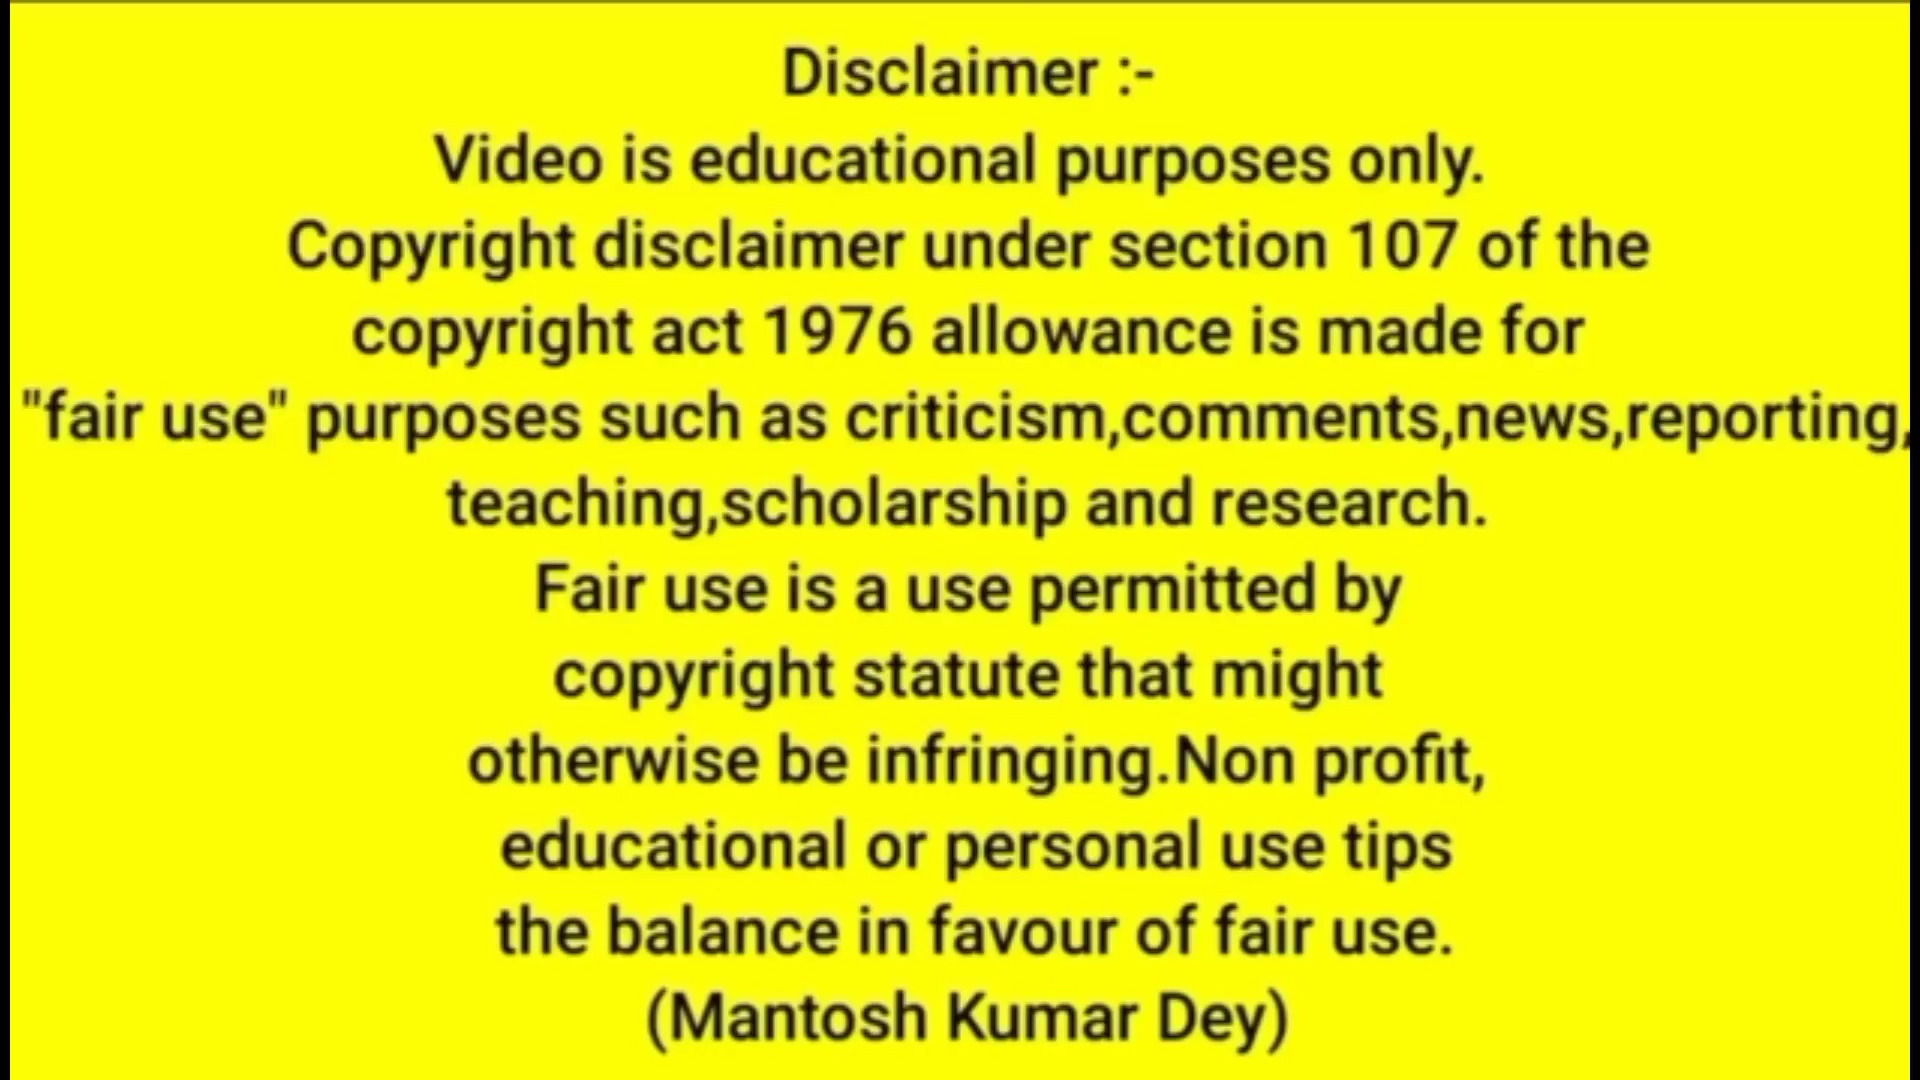 Disclaimer :-
Video is educational purposes only.
Copyright disclaimer under section 107 of the
copyright act 1976 allowance is made for
"fair use" purposes such as criticism,comments,news,reporting,
teaching,scholarship and research.
Fair use is a use permitted by
copyright statute that might
otherwise be infringing.Non profit,
educational or personal use tips
the balance in favour of fair use.
(Mantosh Kumar Dey)